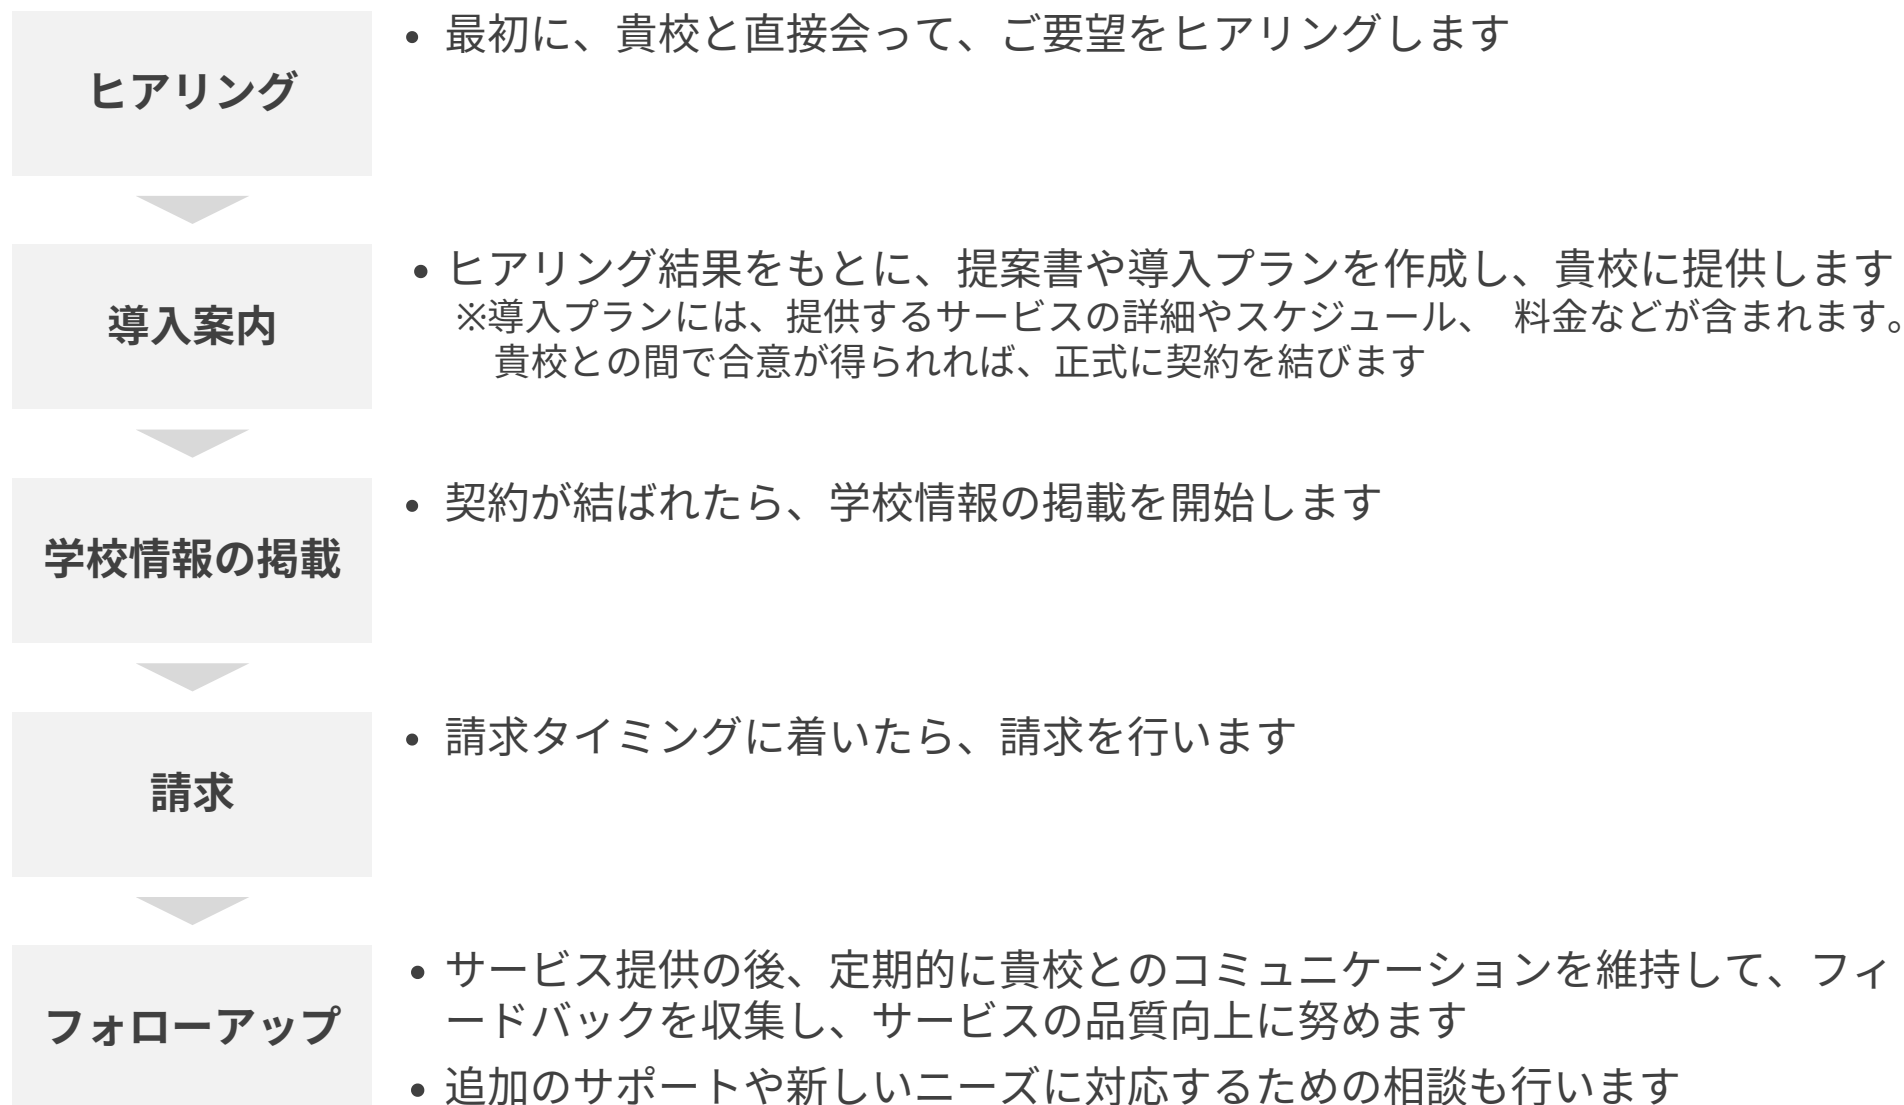 ヒアリング
• 最初に、貴校と直接会って、ご要望をヒアリングします
導入案内
• ヒアリング結果をもとに、提案書や導入プランを作成し、貴校に提供します
※導入プランには、提供するサービスの詳細やスケジュール、 料金などが含まれます。
貴校との間で合意が得られれば、正式に契約を結びます
学校情報の掲載
• 契約が結ばれたら、学校情報の掲載を開始します
請求
• 請求タイミングに着いたら、請求を行います
フォローアップ
• サービス提供の後、定期的に貴校とのコミュニケーションを維持して、フィ
ードバックを収集し、サービスの品質向上に努めます
• 追加のサポートや新しいニーズに対応するための相談も行います